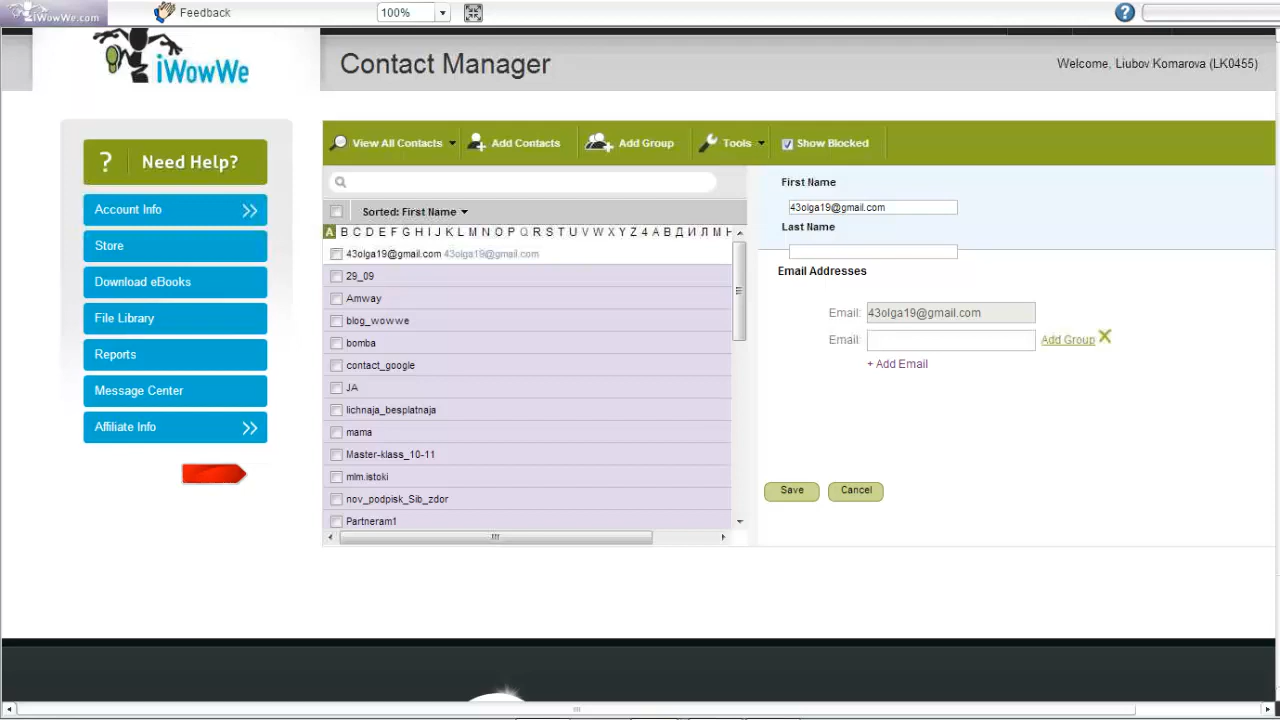 iWowWe.com
Feedback
100%
iWowWe
Contact Manager
Welcome, Liubov Komarova (LK0455)
Need Help?
Account Info
Store
Download eBooks
File Library
Reports
Message Center
Affiliate Info
View All Contacts
Add Contacts
Add Group
Tools
Show Blocked
Sorted: First Name
A B C D E F G H I J K L M N O P Q R S T U V W X Y Z 4 А В Д И Л М Н
43olga19@gmail.com 43olga19@gmail.com
29_09
Amway
blog_wowwe
bomba
contact_google
JA
lichnaja_besplatnaja
mama
Master-klass_10-11
mlm.istoki
nov_podpisk_Sib_zdor
Partneram1
First Name
43olga19@gmail.com
Last Name
Email Addresses
Email: 43olga19@gmail.com
Email: Add Group
+ Add Email
Save
Cancel